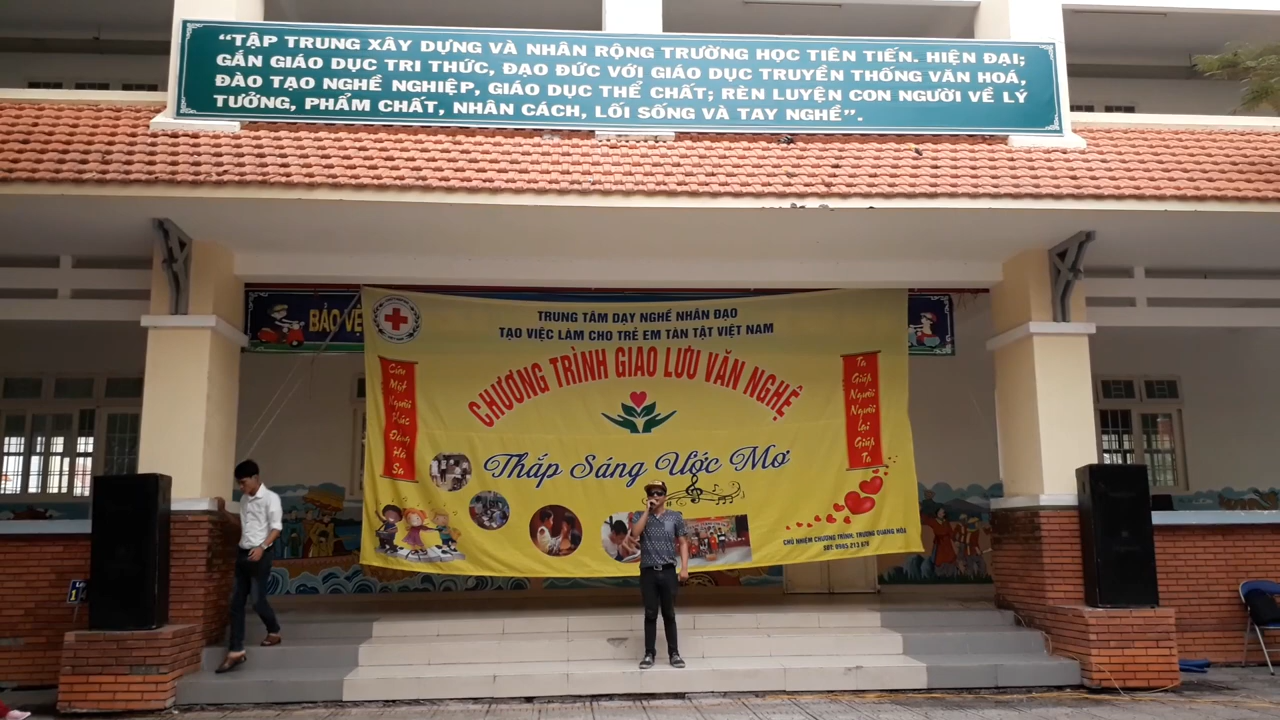 “TẬP TRUNG XÂY DỰNG VÀ NHÂN RỘNG TRƯỜNG HỌC TIÊN TIẾN. HIỆN ĐẠI;
GẮN GIÁO DỤC TRI THỨC, ĐẠO ĐỨC VỚI GIÁO DỤC TRUYỀN THỐNG VĂN HOÁ,
ĐÀO TẠO NGHỀ NGHIỆP, GIÁO DỤC THỂ CHẤT; RÈN LUYỆN CON NGƯỜI VỀ LÝ
TƯỞNG, PHẨM CHẤT, NHÂN CÁCH, LỐI SỐNG VÀ TAY NGHỀ”.
BẢO VỆ
TRUNG TÂM DẠY NGHỀ NHÂN ĐẠO
TẠO VIỆC LÀM CHO TRẺ EM TÀN TẬT VIỆT NAM
CHƯƠNG TRÌNH GIAO LƯU VĂN NGHỆ
Thắp Sáng Ước Mơ
Cứu
Một
Người
Phúc
Đẳng
Hà
Sa
Ta
Giúp
Người
Người
Lại
Giúp
Ta
CHỦ NHIỆM CHƯƠNG TRÌNH: TRƯƠNG QUANG HÒA
ĐT: 0965 213 678